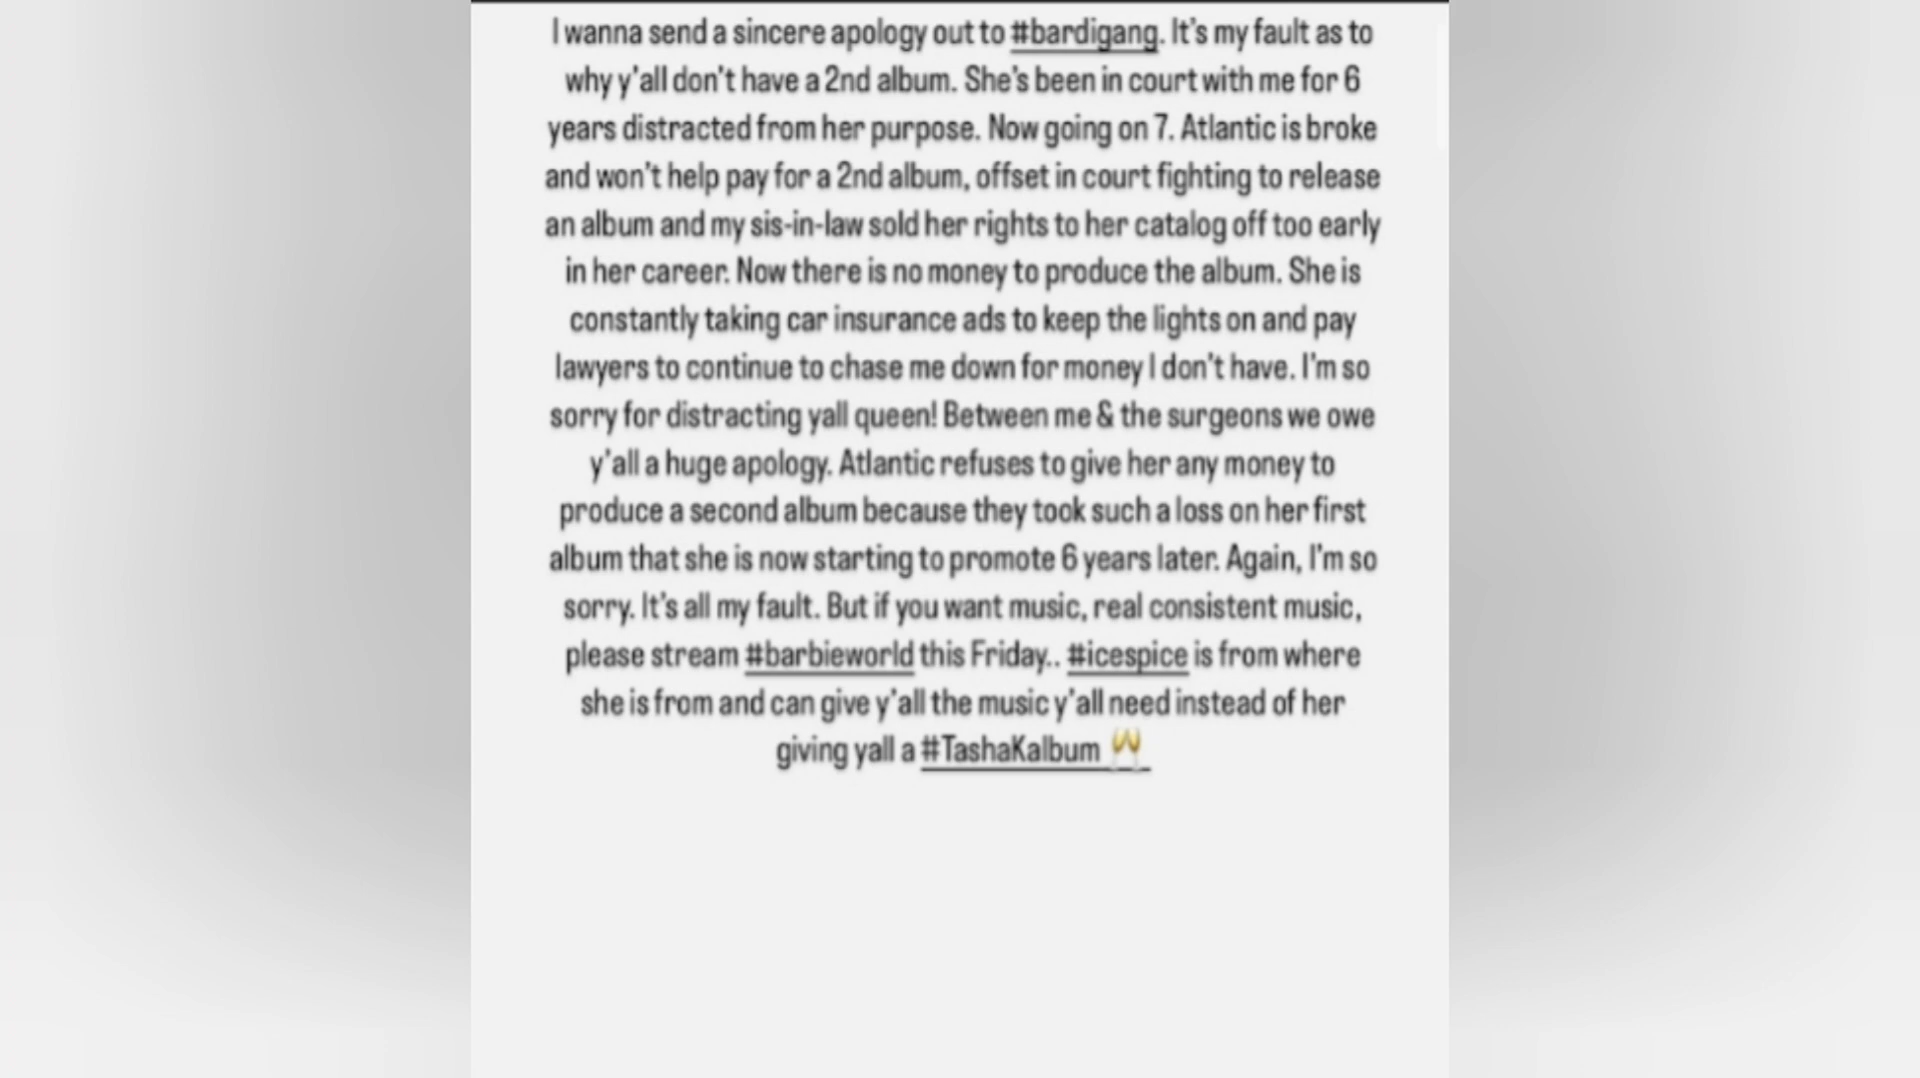 I wanna send a sincere apology out to #bardigang. It's my fault as to
why y'all don't have a 2nd album. She's been in court with me for 6
years distracted from her purpose. Now going on 7. Atlantic is broke
and won't help pay for a 2nd album, offset in court fighting to release
an album and my sis-in-law sold her rights to her catalog off too early
in her career. Now there is no money to produce the album. She is
constantly taking car insurance ads to keep the lights on and pay
lawyers to continue to chase me down for money I don't have. I'm so
sorry for distracting yall queen! Between me & the surgeons we owe
y'all a huge apology. Atlantic refuses to give her any money to
produce a second album because they took such a loss on her first
album that she is now starting to promote 6 years later. Again, I'm so
sorry. It's all my fault. But if you want music, real consistent music,
please stream #barbieworld this Friday.. #icespice is from where
she is from and can give y'all the music y'all need instead of her
giving yall a #TashaKalbum 🥂